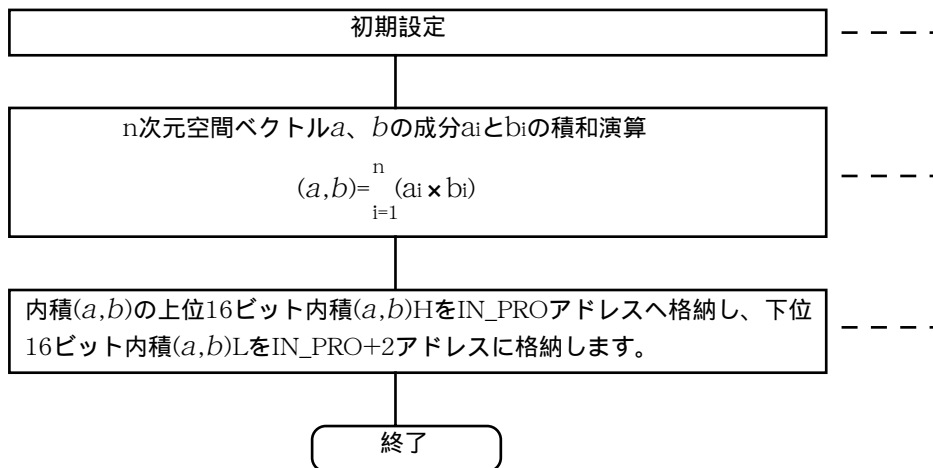 初期設定
n次元空間ベクトルa、bの成分aiとbiの積和演算
n
(a,b)= (ai×bi)
i=1
内積(a,b)の上位16ビット内積(a,b)HをIN_PROアドレスへ格納し、下位
16ビット内積(a,b)LをIN_PRO+2アドレスに格納します。
終了